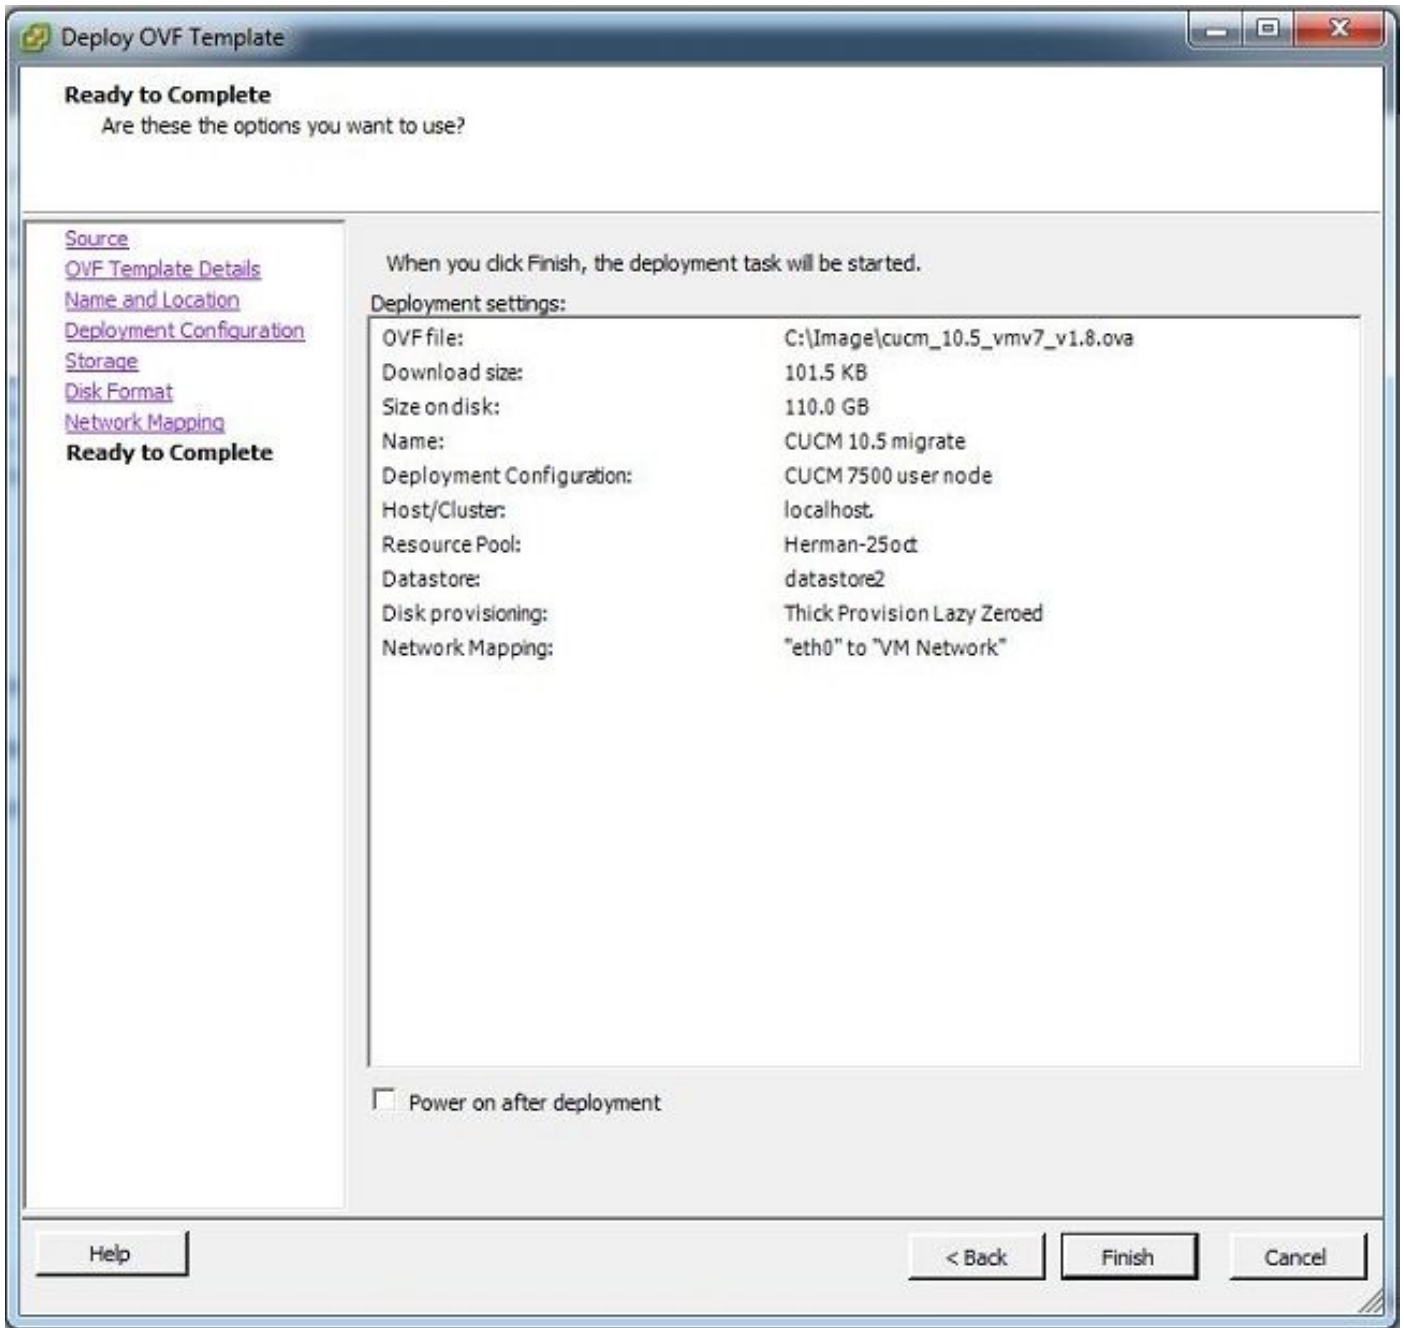 Deploy OVF Template
Ready to Complete
Are these the options you want to use?
Source
OVF Template Details
Name and Location
Deployment Configuration
Storage
Disk Format
Network Mapping
Ready to Complete
When you click Finish, the deployment task will be started.
Deployment settings:
OVF file: C:\Image\cucm_10.5_vmv7_v1.8.ova
Download size: 101.5 KB
Size on disk: 110.0 GB
Name: CUCM 10.5 migrate
Deployment Configuration: CUCM 7500 user node
Host/Cluster: localhost.
Resource Pool: Herman-25oct
Datastore: datastore2
Disk provisioning: Thick Provision Lazy Zeroed
Network Mapping: "eth0" to "VM Network"
Power on after deployment
Help
< Back
Finish
Cancel